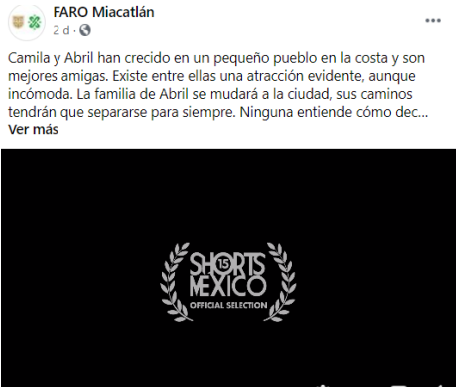 FARO Miacatlán
2 d
Camila y Abril han crecido en un pequeño pueblo en la costa y son
mejores amigas. Existe entre ellas una atracción evidente, aunque
incómoda. La familia de Abril se mudará a la ciudad, sus caminos
tendrán que separarse para siempre. Ninguna entiende cómo dec...
Ver más
SHORTS
15
MEXICO
OFFICIAL SELECTION